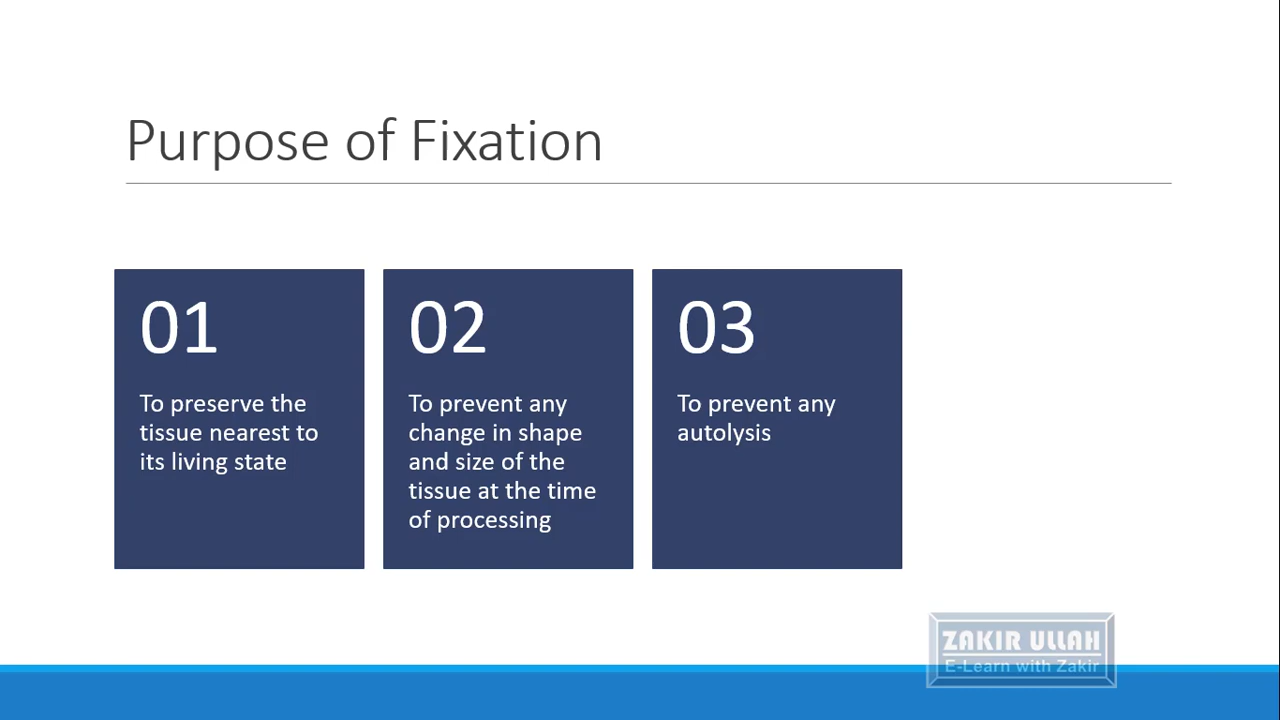 Purpose of Fixation
01
To preserve the
tissue nearest to
its living state
02
To prevent any
change in shape
and size of the
tissue at the time
of processing
03
To prevent any
autolysis
ZAKIR ULLAH
E-Learn with Zakir